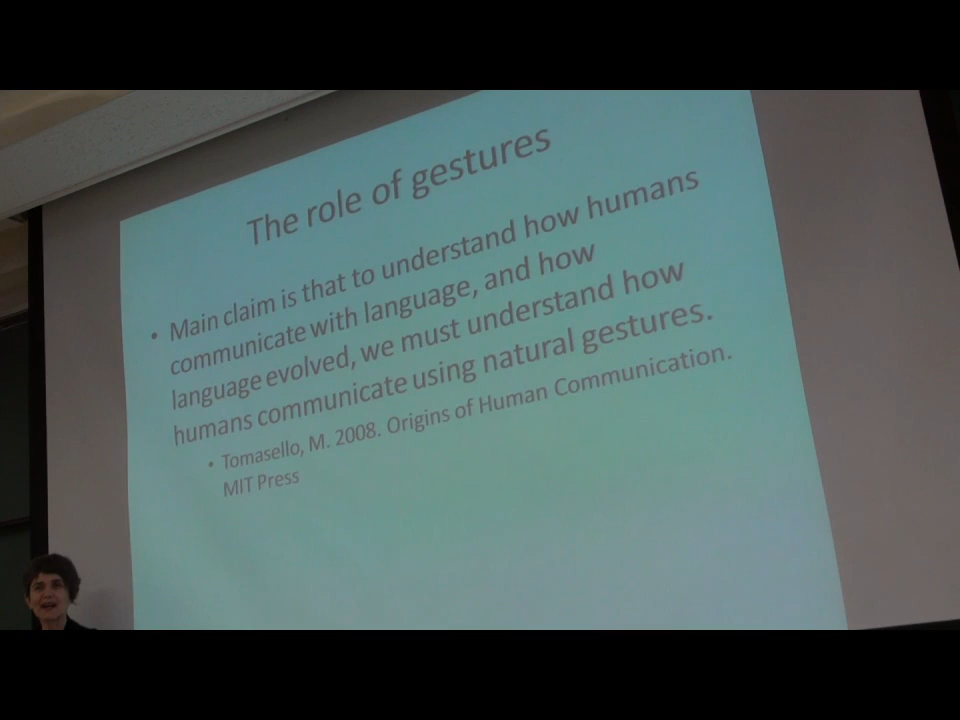 The role of gestures
• Main claim is that to understand how humans
communicate with language, and how
language evolved, we must understand how
humans communicate using natural gestures.
• Tomasello, M. 2008. Origins of Human Communication.
MIT Press